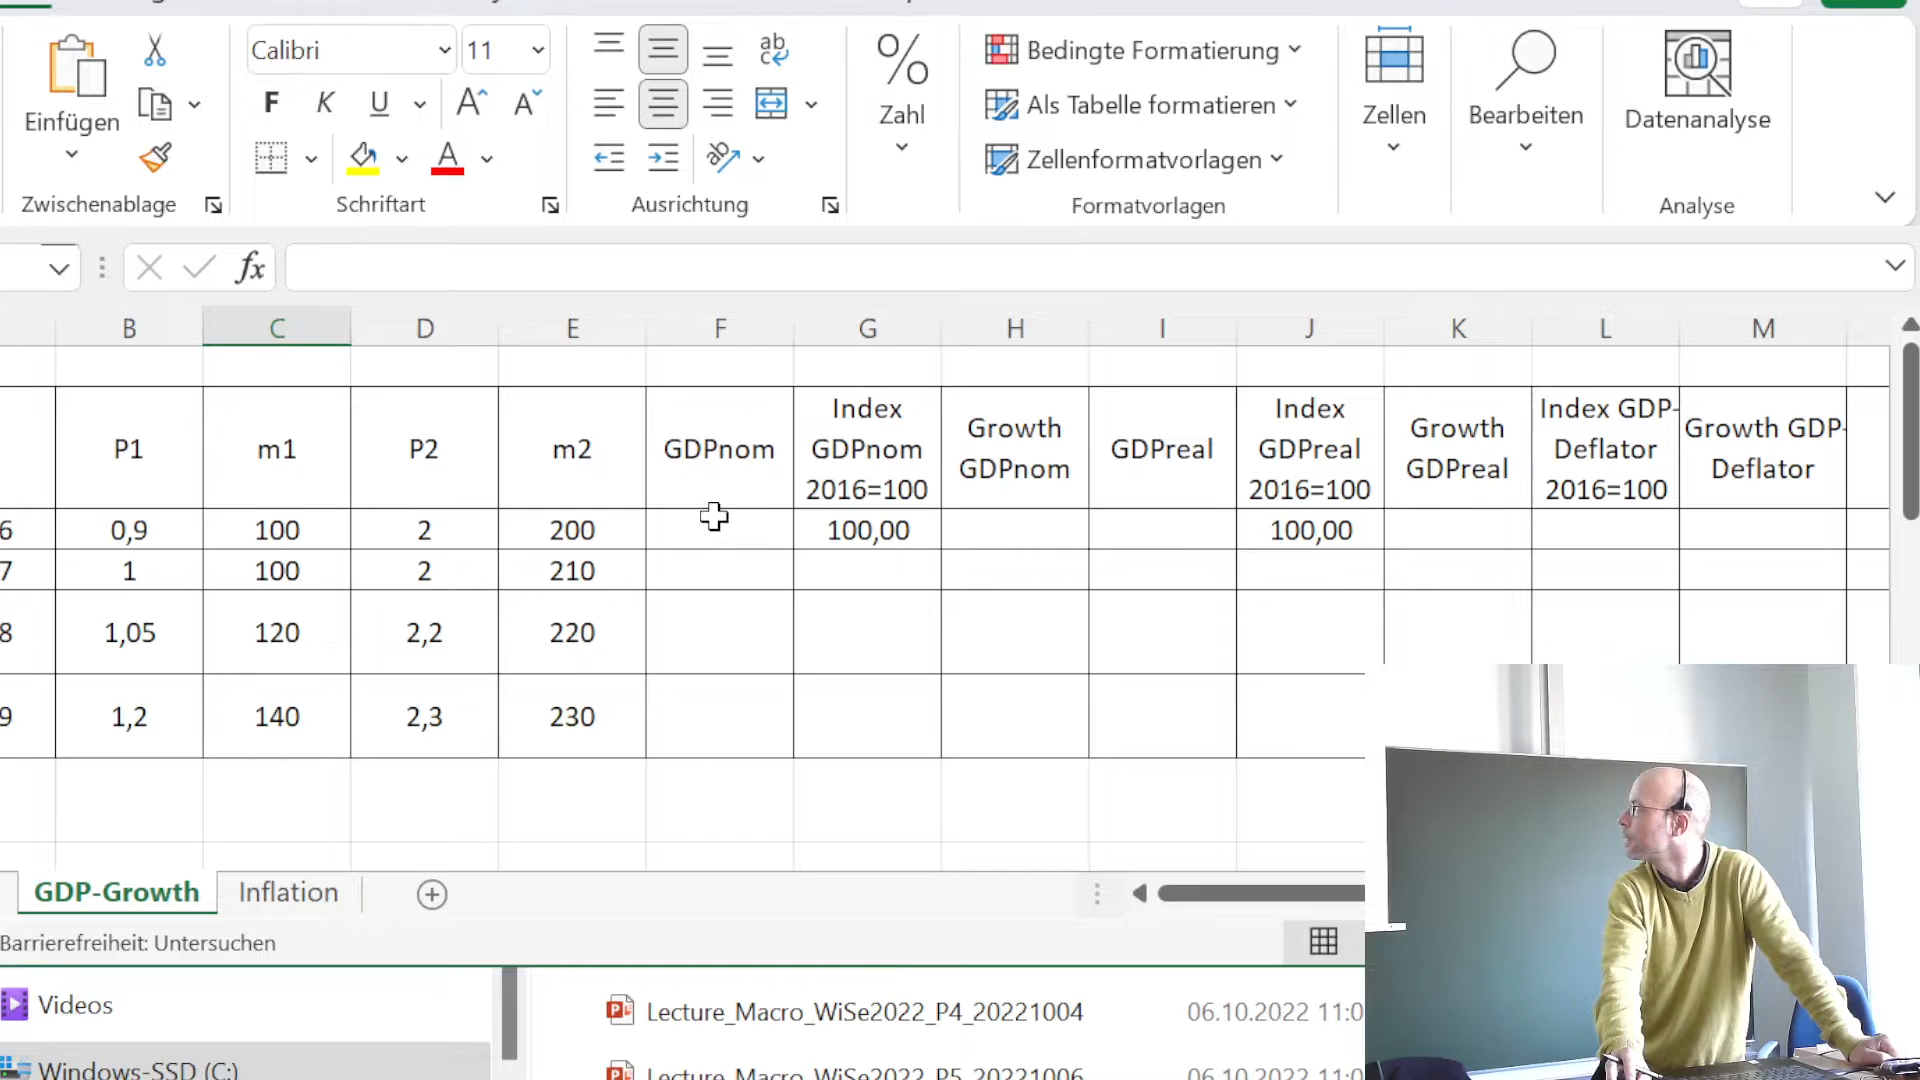 Calibri
11
Einfügen
F K U
Zahl
Bedingte Formatierung
Als Tabelle formatieren
Zellenformatvorlagen
Zellen
Bearbeiten
Datenanalyse
Zwischenablage
Schriftart
Ausrichtung
Formatvorlagen
Analyse
fx
B C D E F G H I J K L M
P1 m1 P2 m2 GDPnom Index GDPnom 2016=100 Growth GDPnom GDPreal Index GDPreal 2016=100 Growth GDPreal Index GDP-Deflator 2016=100 Growth GDP-Deflator
6 0,9 100 2 200 100,00 100,00
7 1 100 2 210
8 1,05 120 2,2 220
9 1,2 140 2,3 230
GDP-Growth Inflation
Barrierefreiheit: Untersuchen
Videos
Lecture_Macro_WiSe2022_P4_20221004 06.10.2022 11:0
Windows-SSD (C:)
Lecture_Macro_WiSe2022_P5_20221006 06.10.2022 11:0